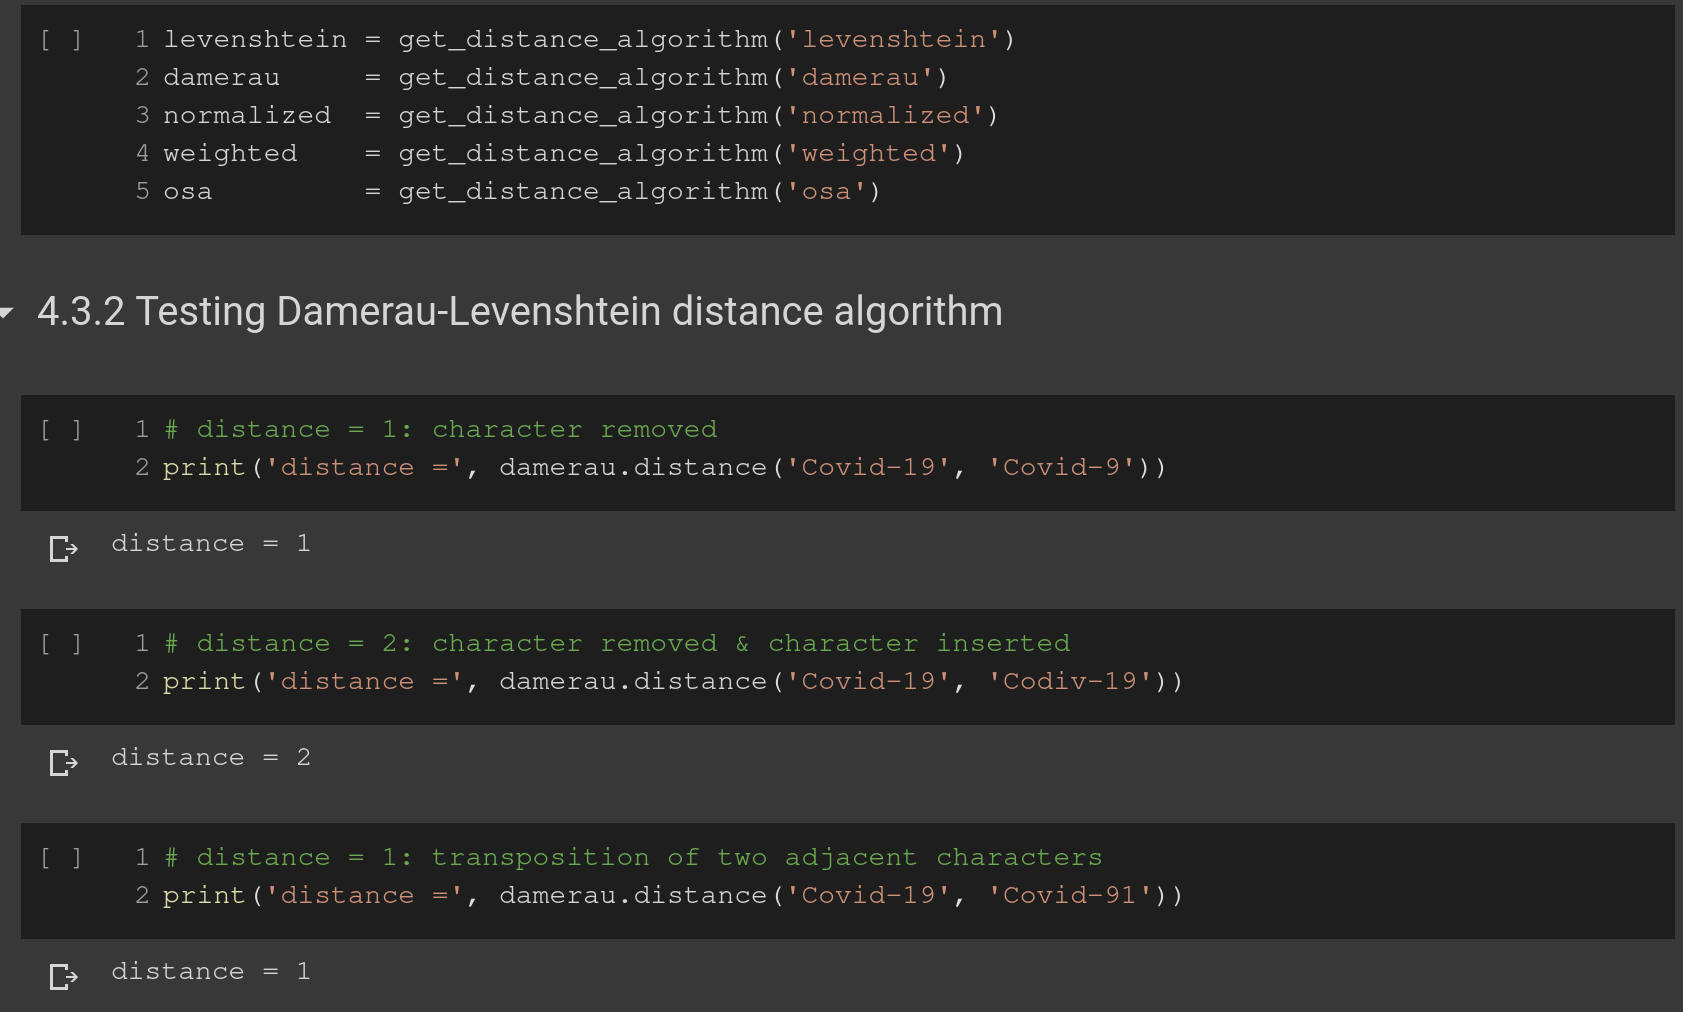 [ ] 1 levenshtein = get_distance_algorithm('levenshtein')
2 damerau     = get_distance_algorithm('damerau')
3 normalized  = get_distance_algorithm('normalized')
4 weighted    = get_distance_algorithm('weighted')
5 osa         = get_distance_algorithm('osa')
4.3.2 Testing Damerau-Levenshtein distance algorithm
[ ] 1 # distance = 1: character removed
2 print('distance =', damerau.distance('Covid-19', 'Covid-9'))
distance = 1
[ ] 1 # distance = 2: character removed & character inserted
2 print('distance =', damerau.distance('Covid-19', 'Codiv-19'))
distance = 2
[ ] 1 # distance = 1: transposition of two adjacent characters
2 print('distance =', damerau.distance('Covid-19', 'Covid-91'))
distance = 1